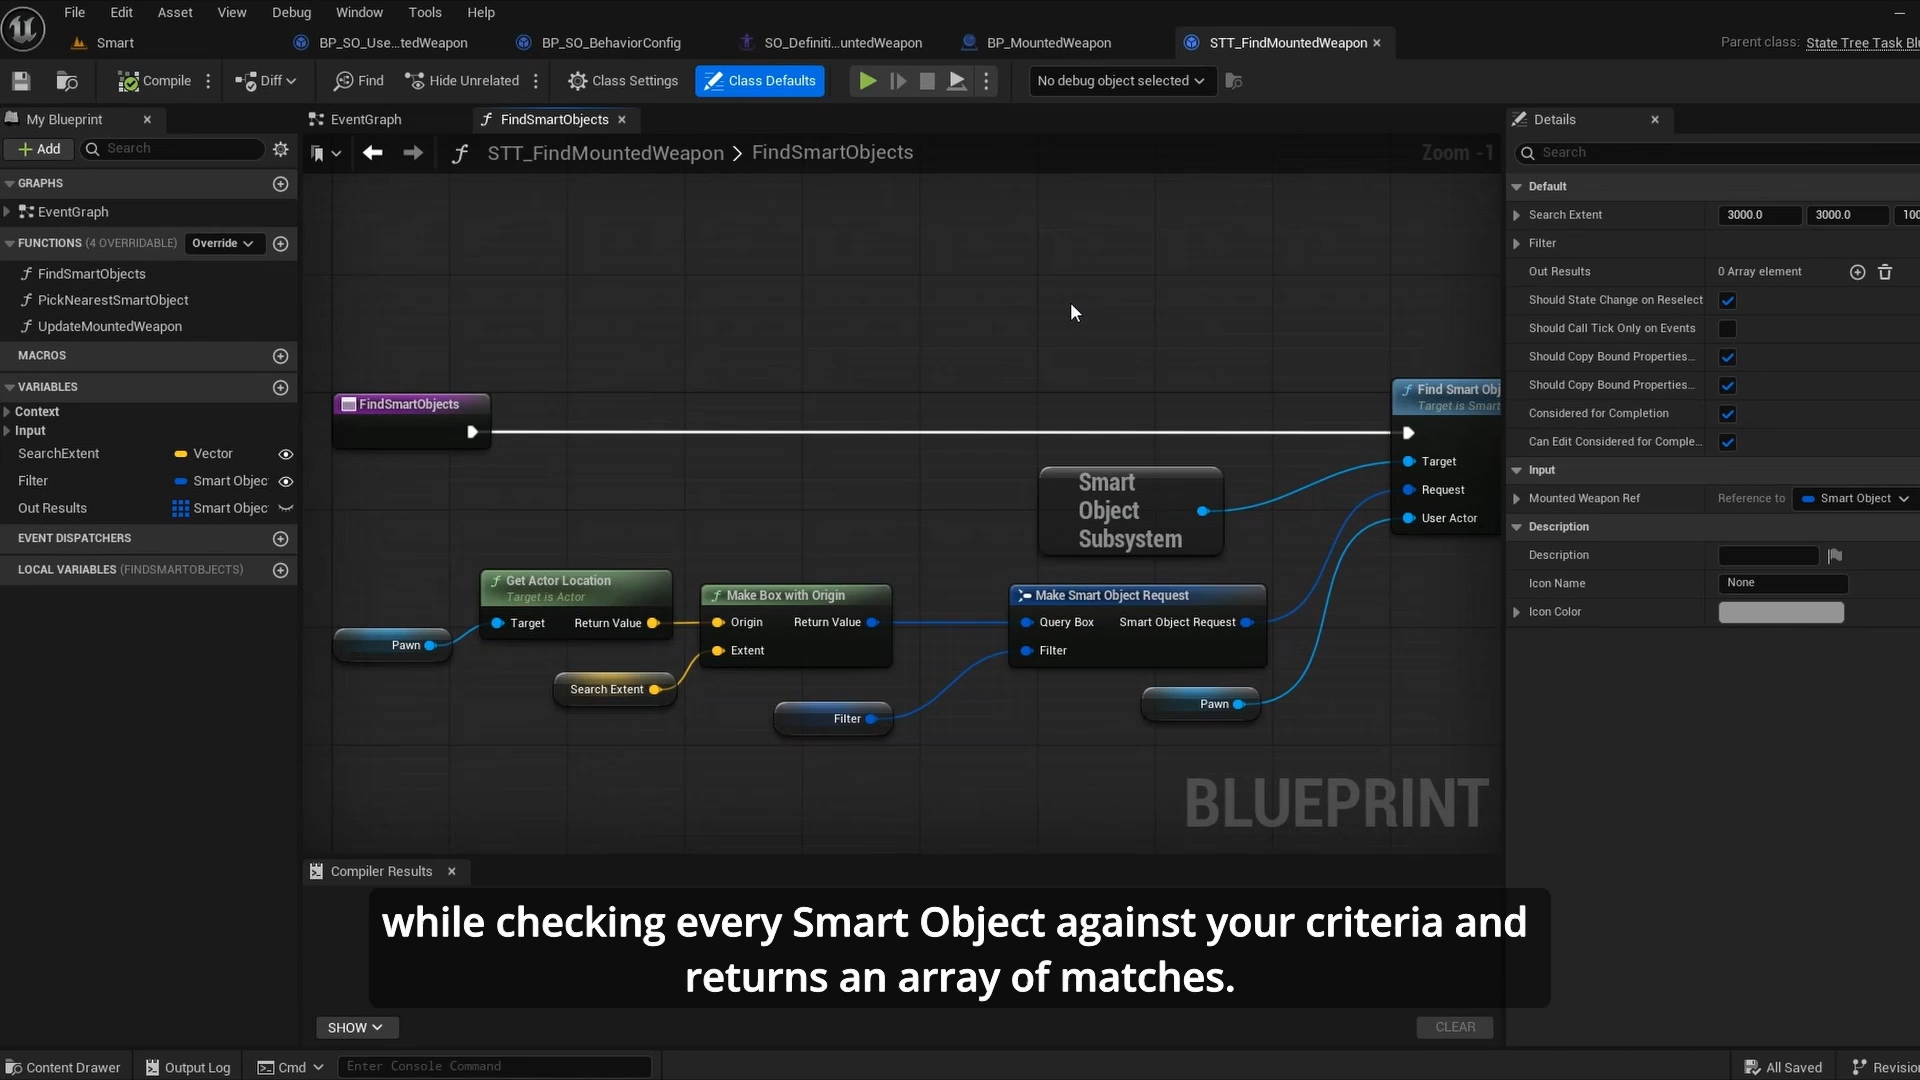 File Edit Asset View Debug Window Tools Help
Smart BP_SO_Use...tedWeapon BP_SO_BehaviorConfig SO_Definiti...untedWeapon BP_MountedWeapon STT_FindMountedWeapon Parent class: State Tree Task Blu
Compile Diff Find Hide Unrelated Class Settings Class Defaults No debug object selected
My Blueprint EventGraph FindSmartObjects Details
Add Search STT_FindMountedWeapon > FindSmartObjects Zoom -1 Search
GRAPHS
EventGraph
FUNCTIONS (4 OVERRIDABLE) Override
FindSmartObjects
PickNearestSmartObject
UpdateMountedWeapon
MACROS
VARIABLES
Context
Input
SearchExtent Vector
Filter Smart Objec
Out Results Smart Objec
EVENT DISPATCHERS
LOCAL VARIABLES (FINDSMARTOBJECTS)
FindSmartObjects
Find Smart Obj
Target is Smart
Target
Request
User Actor
Smart
Object
Subsystem
Get Actor Location
Target is Actor
Target Return Value
Pawn
Make Box with Origin
Origin Return Value
Extent
Search Extent
Filter
Make Smart Object Request
Query Box Smart Object Request
Filter
Pawn
BLUEPRINT
Default
Search Extent 3000.0 3000.0 100
Filter
Out Results 0 Array element
Should State Change on Reselect
Should Call Tick Only on Events
Should Copy Bound Properties...
Should Copy Bound Properties...
Considered for Completion
Can Edit Considered for Comple...
Input
Mounted Weapon Ref Reference to Smart Object
Description
Description
Icon Name None
Icon Color
Compiler Results
while checking every Smart Object against your criteria and
returns an array of matches.
SHOW CLEAR
Content Drawer Output Log Cmd Enter Console Command All Saved Revision